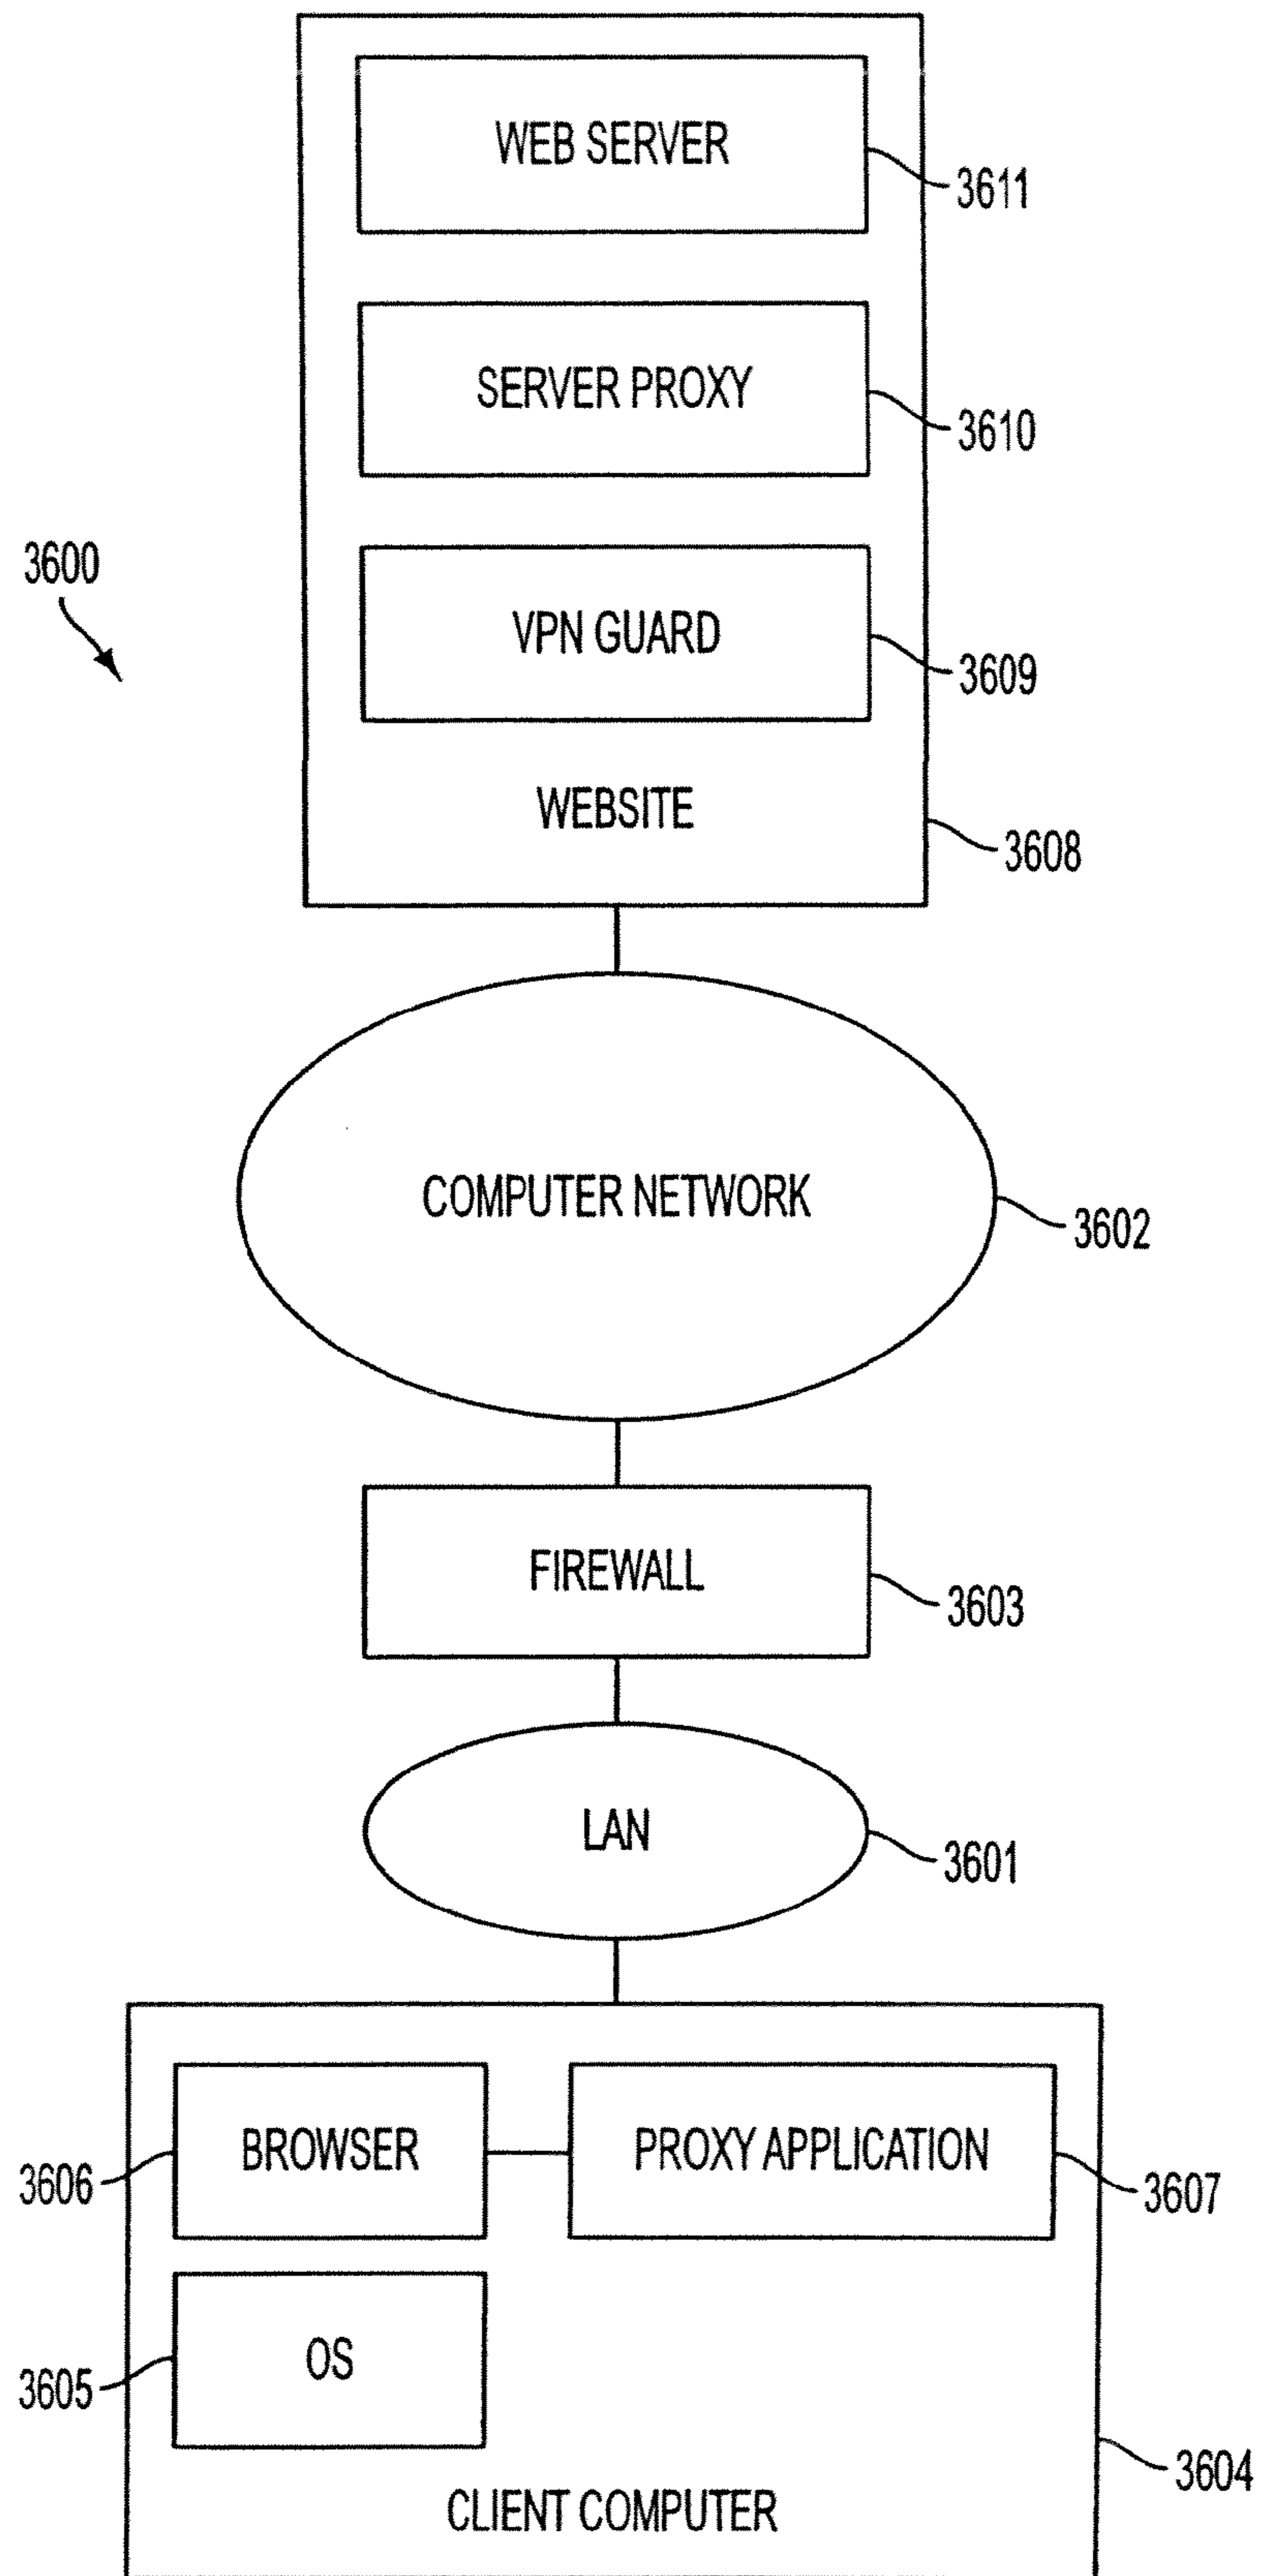 WEB SERVER
3611
SERVER PROXY
3610
3600
VPN GUARD
3609
WEBSITE
3608
COMPUTER NETWORK
3602
FIREWALL
3603
LAN
3601
BROWSER
PROXY APPLICATION
3606
3607
OS
3605
3604
CLIENT COMPUTER